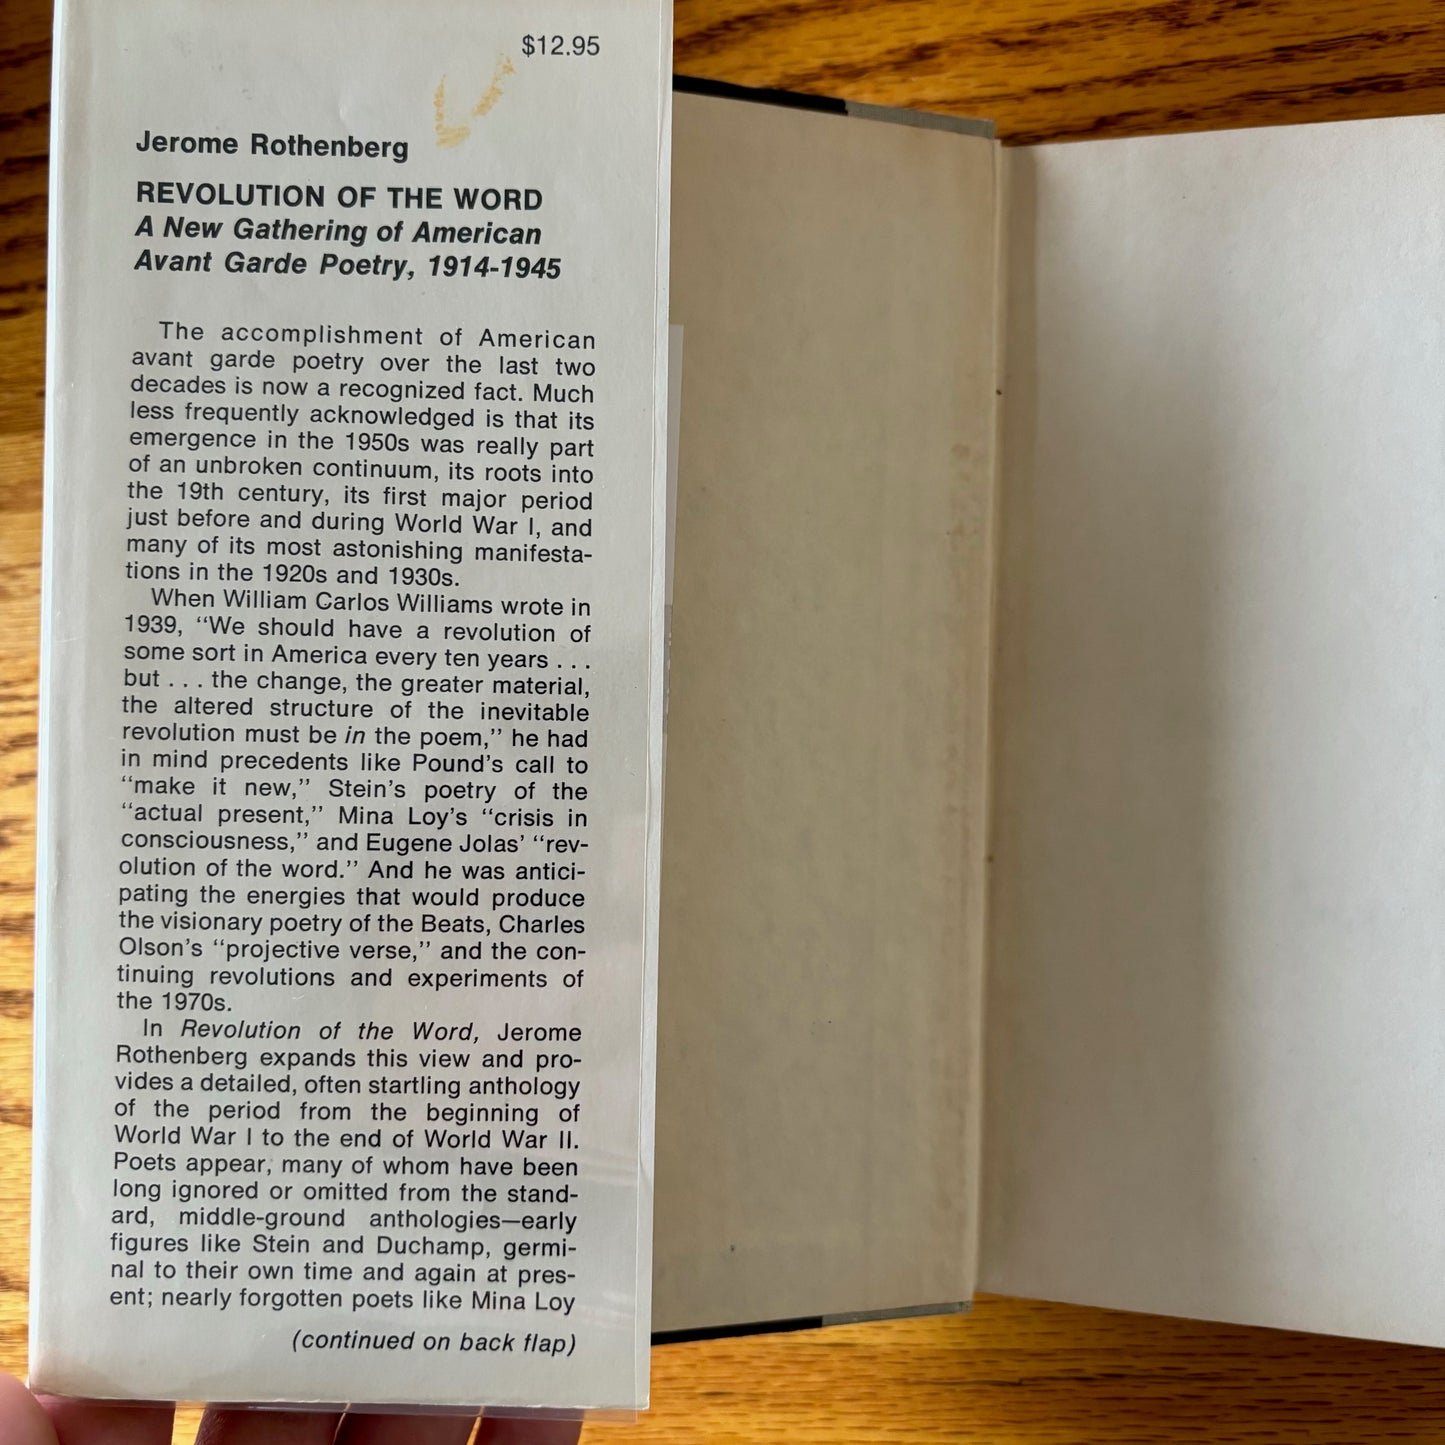 $12.95
Jerome Rothenberg
REVOLUTION OF THE WORD
A New Gathering of American
Avant Garde Poetry, 1914-1945
The accomplishment of American
avant garde poetry over the last two
decades is now a recognized fact. Much
less frequently acknowledged is that its
emergence in the 1950s was really part
of an unbroken continuum, its roots into
the 19th century, its first major period
just before and during World War I, and
many of its most astonishing manifesta-
tions in the 1920s and 1930s.
When William Carlos Williams wrote in
1939, ‘‘We should have a revolution of
some sort in America every ten years . . .
but . . . the change, the greater material,
the altered structure of the inevitable
revolution must be in the poem,’’ he had
in mind precedents like Pound’s call to
‘‘make it new,’’ Stein’s poetry of the
‘‘actual present,’’ Mina Loy’s ‘‘crisis in
consciousness,’’ and Eugene Jolas’ ‘‘rev-
olution of the word.’’ And he was antici-
pating the energies that would produce
the visionary poetry of the Beats, Charles
Olson’s ‘‘projective verse,’’ and the con-
tinuing revolutions and experiments of
the 1970s.
In Revolution of the Word, Jerome
Rothenberg expands this view and pro-
vides a detailed, often startling anthology
of the period from the beginning of
World War I to the end of World War II.
Poets appear, many of whom have been
long ignored or omitted from the stand-
ard, middle-ground anthologies—early
figures like Stein and Duchamp, germi-
nal to their own time and again at pres-
ent; nearly forgotten poets like Mina Loy
(continued on back flap)